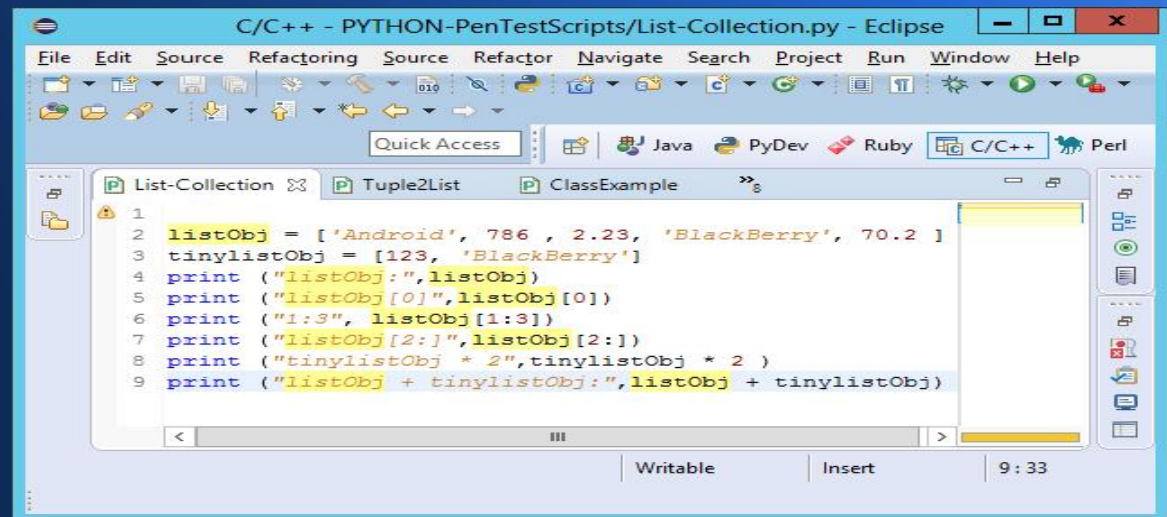 C/C++ - PYTHON-PenTestScripts/List-Collection.py - Eclipse
File Edit Source Refactoring Source Refactor Navigate Search Project Run Window Help
Quick Access Java PyDev Ruby C/C++ Perl
List-Collection Tuple2List ClassExample »8
1
2 listObj = ['Android', 786 , 2.23, 'BlackBerry', 70.2 ]
3 tinylistObj = [123, 'BlackBerry']
4 print ("listObj:",listObj)
5 print ("listObj[0]",listObj[0])
6 print ("1:3", listObj[1:3])
7 print ("listObj[2:]",listObj[2:])
8 print ("tinylistObj * 2",tinylistObj * 2 )
9 print ("listObj + tinylistObj:",listObj + tinylistObj)
Writable Insert 9:33